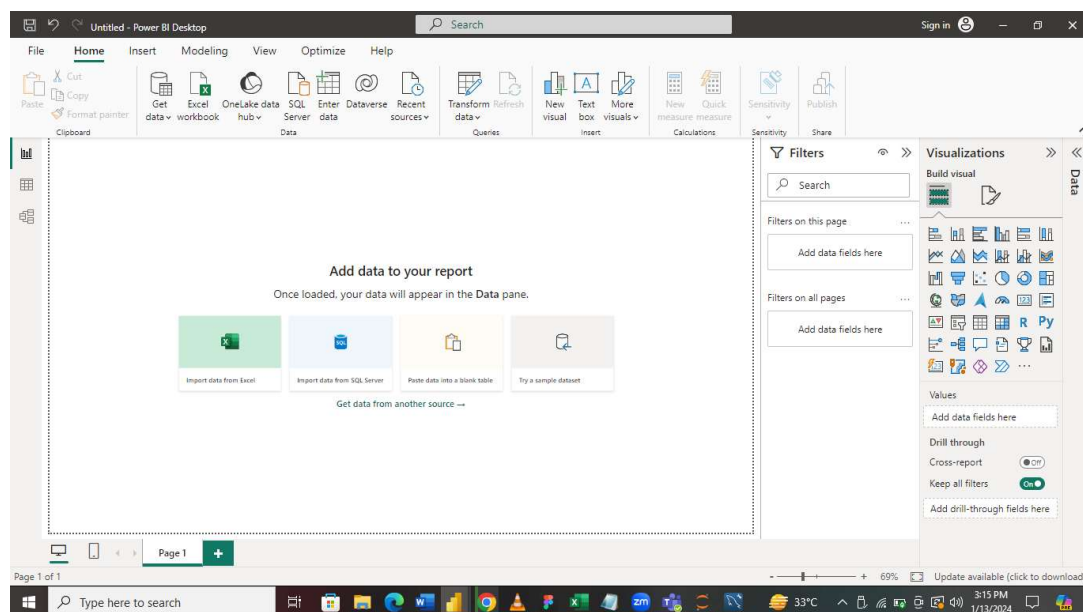 Untitled - Power BI Desktop
Search
Sign in
File Home Insert Modeling View Optimize Help
Paste
Cut
Copy
Format painter
Clipboard
Get data
Excel workbook
OneLake data hub
SQL Server
Enter data
Dataverse
Recent sources
Data
Transform data
Refresh
Queries
New visual
Text box
More visuals
Insert
New measure
Quick measure
Calculations
Sensitivity
Sensitivity
Publish
Share
Add data to your report
Once loaded, your data will appear in the Data pane.
Import data from Excel
SQL
Import data from SQL Server
Paste data into a blank table
Try a sample dataset
Get data from another source →
Filters
Search
Filters on this page ...
Add data fields here
Filters on all pages ...
Add data fields here
Visualizations
Build visual
123
R Py
...
Values
Add data fields here
Drill through
Cross-report Off
Keep all filters On
Add drill-through fields here
Data
Page 1
+
Page 1 of 1
- + 69%
Update available (click to download
Type here to search
zm
33°C
3:15 PM
1/13/2024